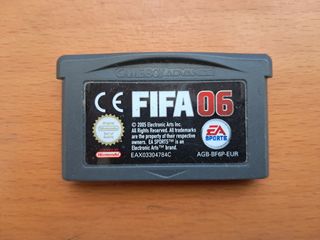 GAME BOY ADVANCE
CE FIFA 06
© 2005 Electronic Arts Inc.
All Rights Reserved. All trademarks
are the property of their respective
owners. EA SPORTS™ is an
Electronic Arts™ brand.
EA SPORTS
EAX03304784C
AGB-BF6P-EUR